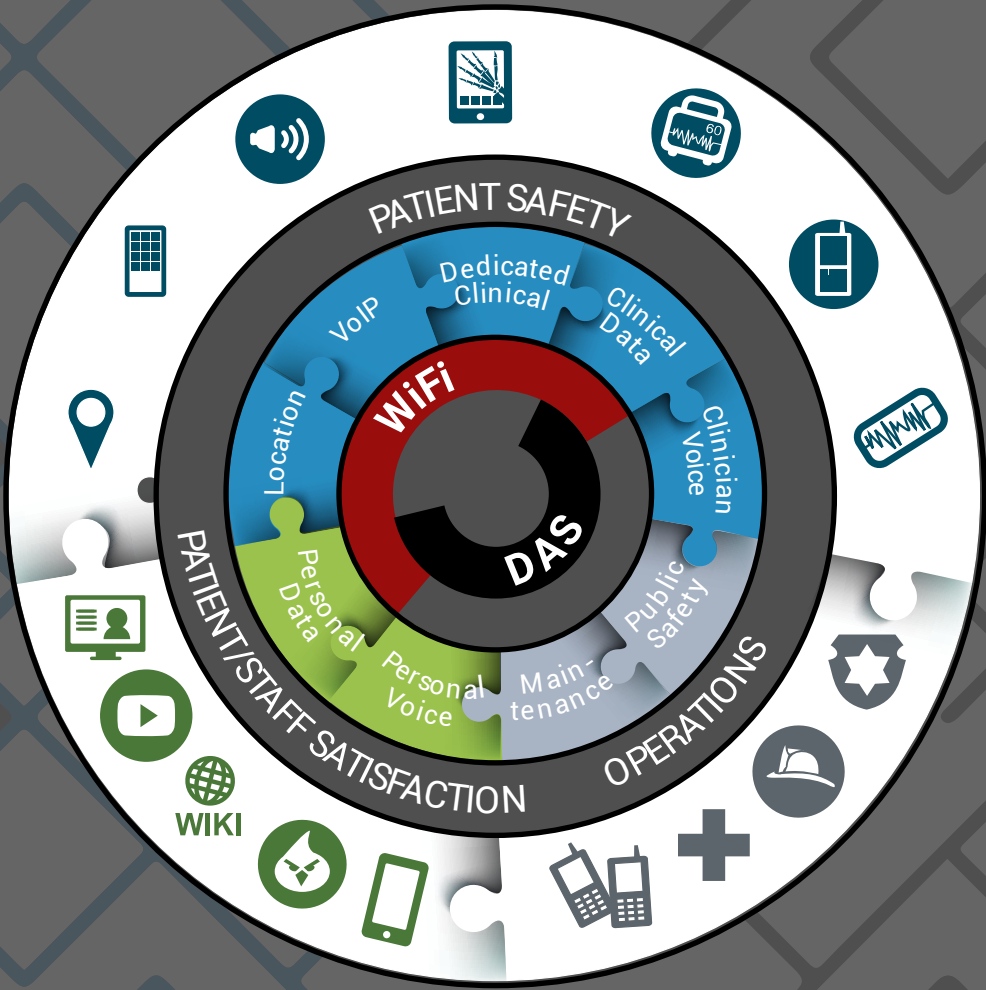 60
PATIENT SAFETY
Dedicated
Clinical
VoIP
Clinical
Data
WiFi
Location
Clinician
Voice
DAS
Personal
Data
Public
Safety
Personal
Voice
Main-
tenance
PATIENT/STAFF SATISFACTION
OPERATIONS
WIKI